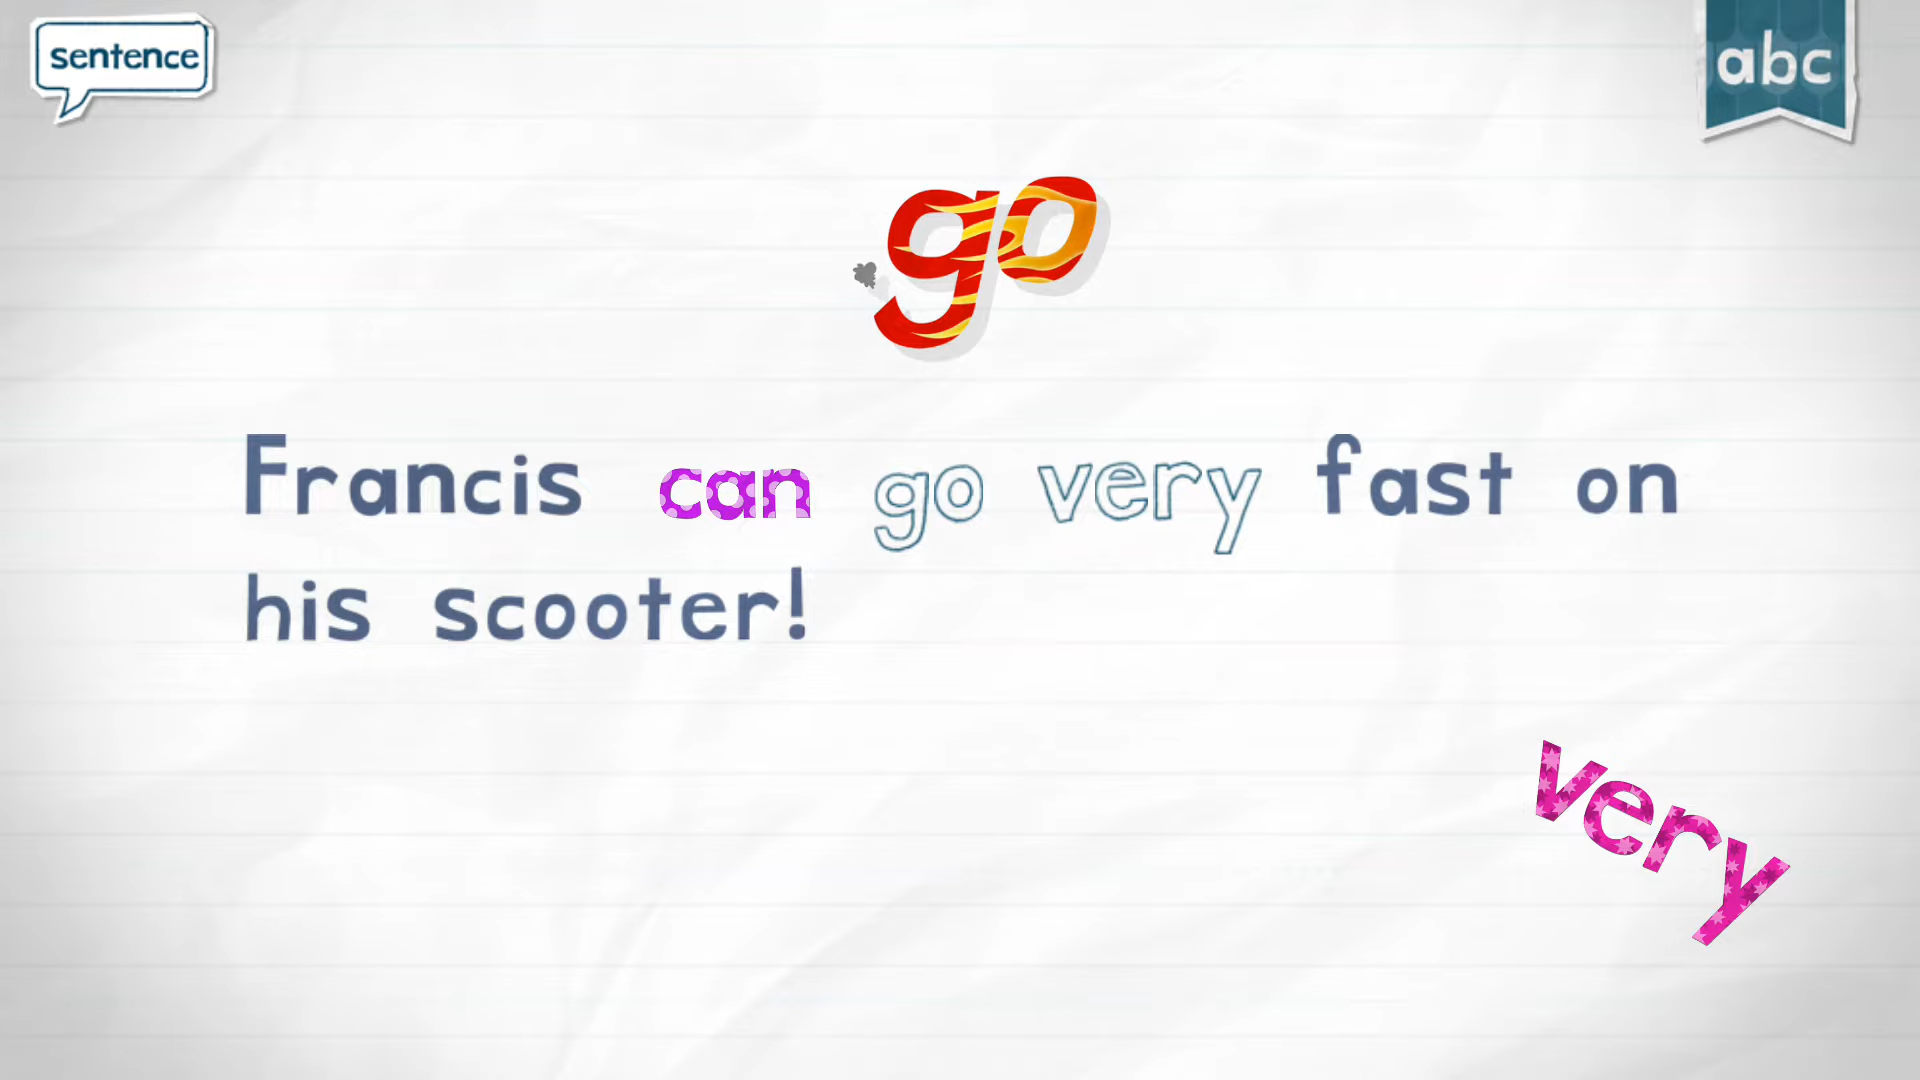 sentence
abc
go
Francis can go very fast on
his scooter!
very